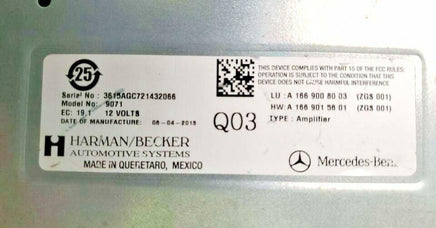 25
Serial No : 3615AGC721432066
Model No: 9071
EC: 19.1 12 VOLTS
DATE OF MANUFACTURE: 08-04-2015
HARMAN/BECKER
AUTOMOTIVE SYSTEMS
MADE IN QUERETARO, MEXICO
Q03
THIS DEVICE COMPLIES WITH PART 15 OF THE FCC RULES:
OPERATION IS SUBJECT TO THE CONDITION THAT THIS
DEVICE DOES NOT CAUSE HARMFUL INTERFERENCE
LU : A 166 900 80 03 (ZGS 001)
HW: A 166 901 56 01 (ZGS 001)
TYPE : Amplifier
Mercedes-Benz